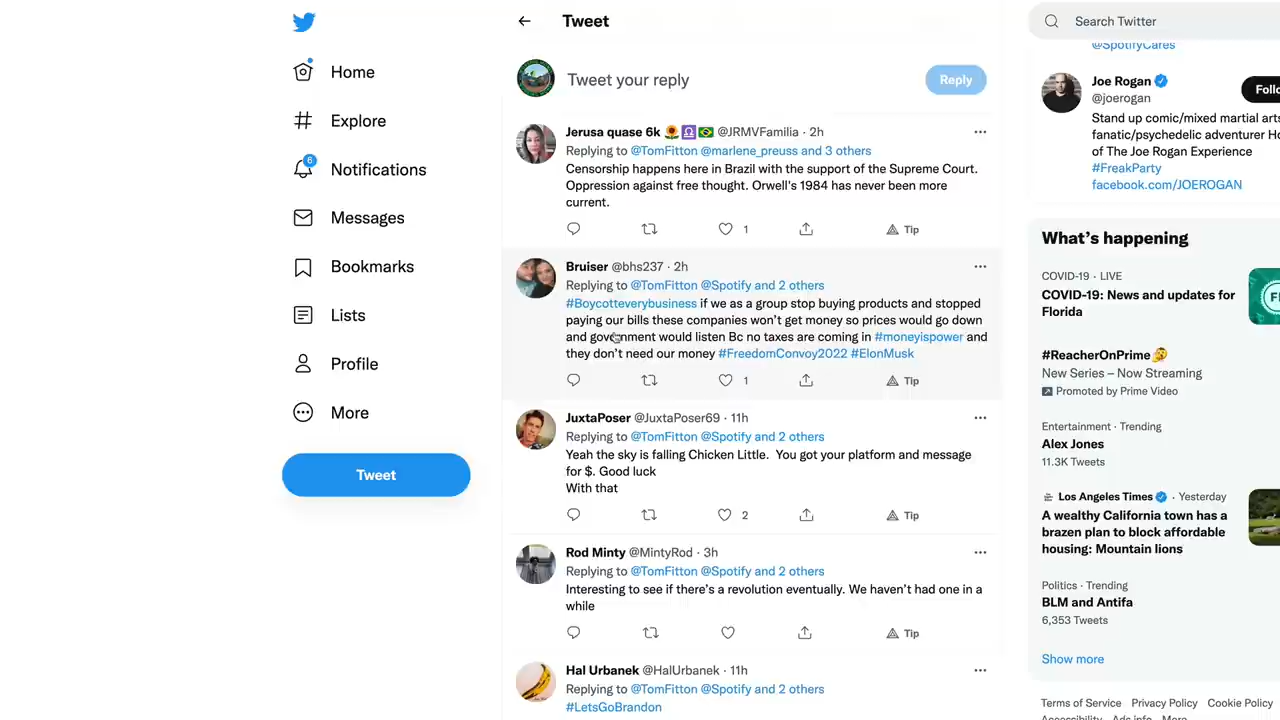 Home
Explore
6
Notifications
Messages
Bookmarks
Lists
Profile
More
Tweet
Tweet
Tweet your reply
Reply
Jerusa quase 6k 🌻♎🇧🇷 @JRMVFamilia · 2h
Replying to @TomFitton @marlene_preuss and 3 others
Censorship happens here in Brazil with the support of the Supreme Court.
Oppression against free thought. Orwell's 1984 has never been more
current.
1
Tip
Bruiser @bhs237 · 2h
Replying to @TomFitton @Spotify and 2 others
#Boycotteverybusiness if we as a group stop buying products and stopped
paying our bills these companies won't get money so prices would go down
and government would listen Bc no taxes are coming in #moneyispower and
they don't need our money #FreedomConvoy2022 #ElonMusk
1
Tip
JuxtaPoser @JuxtaPoser69 · 11h
Replying to @TomFitton @Spotify and 2 others
Yeah the sky is falling Chicken Little.  You got your platform and message
for $. Good luck
With that
2
Tip
Rod Minty @MintyRod · 3h
Replying to @TomFitton @Spotify and 2 others
Interesting to see if there's a revolution eventually. We haven't had one in a
while
Tip
Hal Urbanek @HalUrbanek · 11h
Replying to @TomFitton @Spotify and 2 others
#LetsGoBrandon
Search Twitter
@SpotifyCares
Joe Rogan
@joerogan
Follo
Stand up comic/mixed martial arts
fanatic/psychedelic adventurer Ho
of The Joe Rogan Experience
#FreakParty
facebook.com/JOEROGAN
What's happening
COVID-19 · LIVE
COVID-19: News and updates for
Florida
#ReacherOnPrime🤔
New Series – Now Streaming
Promoted by Prime Video
Entertainment · Trending
Alex Jones
11.3K Tweets
Los Angeles Times · Yesterday
A wealthy California town has a
brazen plan to block affordable
housing: Mountain lions
Politics · Trending
BLM and Antifa
6,353 Tweets
Show more
Terms of Service Privacy Policy Cookie Policy
Accessibility Ads info More